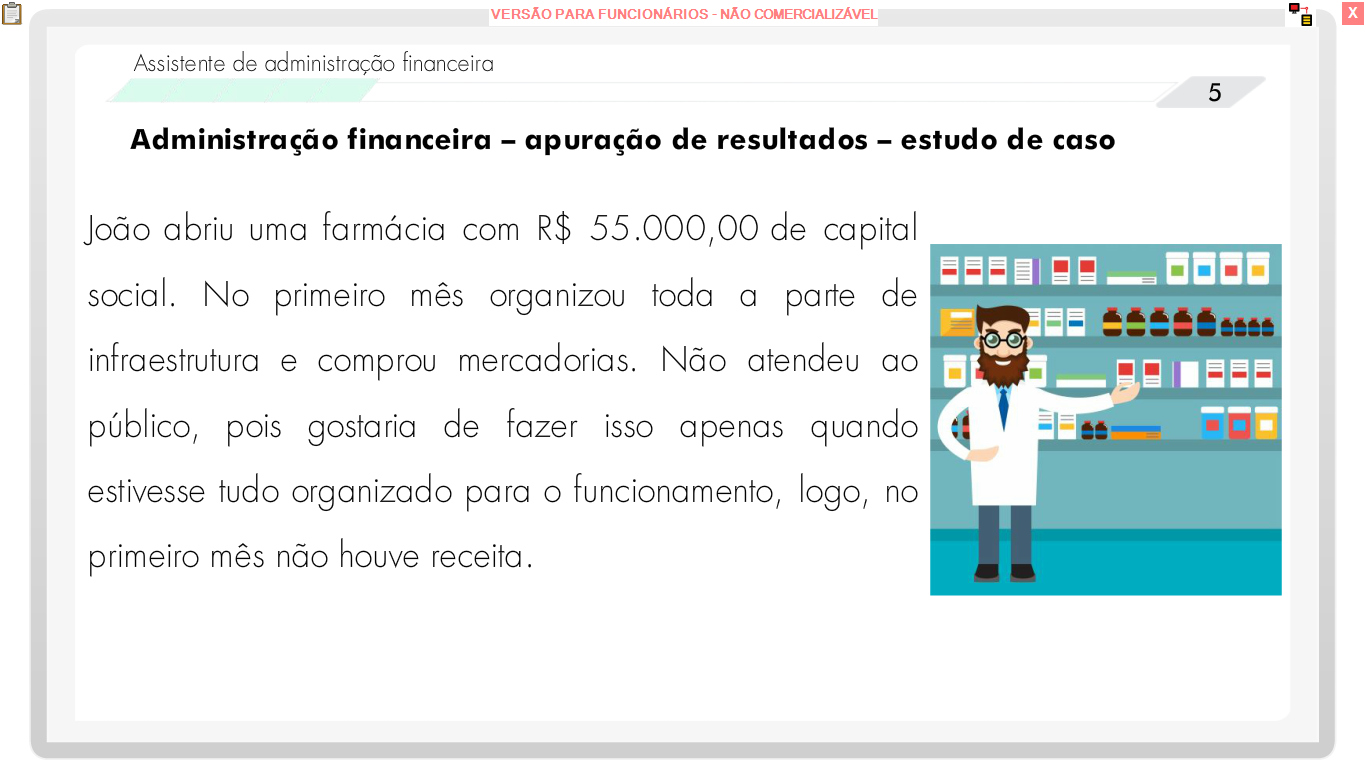 VERSÃO PARA FUNCIONÁRIOS - NÃO COMERCIALIZÁVEL
X
Assistente de administração financeira
5
Administração financeira – apuração de resultados – estudo de caso
João abriu uma farmácia com R$ 55.000,00 de capital
social. No primeiro mês organizou toda a parte de
infraestrutura e comprou mercadorias. Não atendeu ao
público, pois gostaria de fazer isso apenas quando
estivesse tudo organizado para o funcionamento, logo, no
primeiro mês não houve receita.